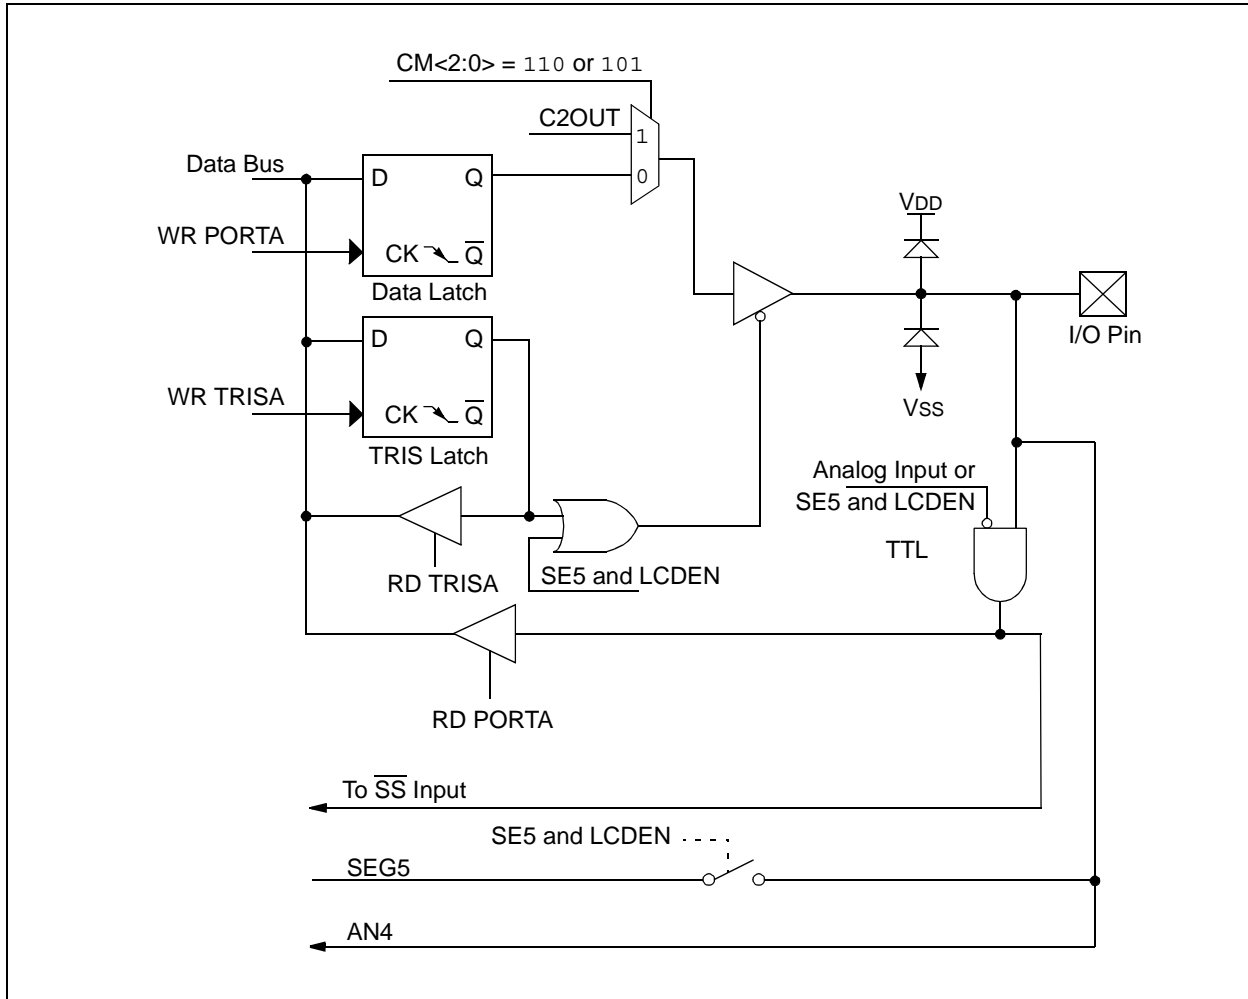 CM<2:0> = 110 or 101
C2OUT
1
Data Bus
D
Q
0
VDD
WR PORTA
CK
Q̅
Data Latch
I/O Pin
D
Q
WR TRISA
CK
Q̅
VSS
TRIS Latch
Analog Input or
SE5 and LCDEN
TTL
RD TRISA
SE5 and LCDEN
RD PORTA
To S̅S̅ Input
SE5 and LCDEN
SEG5
AN4